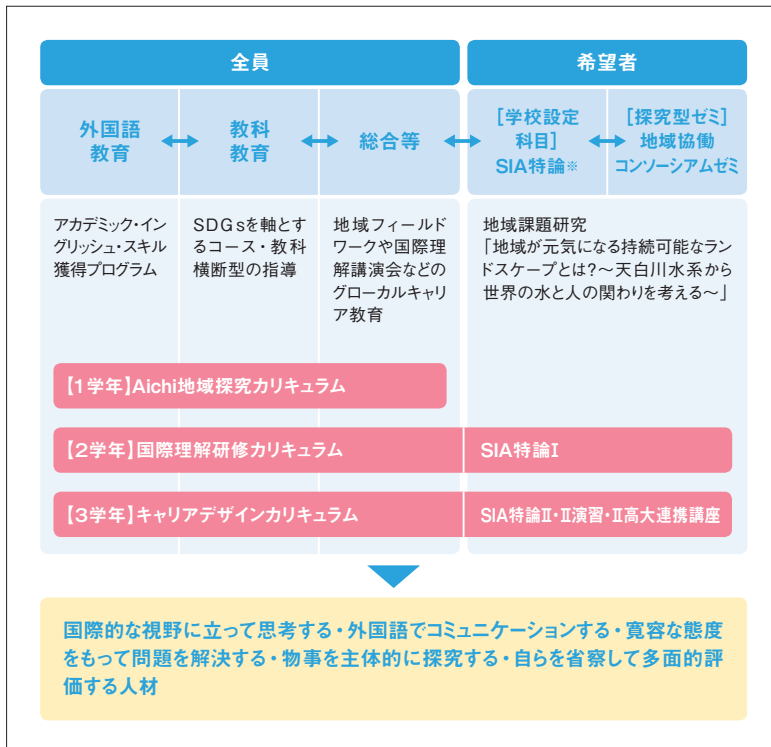 全員
希望者
外国語
教育
教科
教育
総合等
［学校設定
科目］
SIA特論※
［探究型ゼミ］
地域協働
コンソーシアムゼミ
アカデミック・イン
グリッシュ・スキル
獲得プログラム
SDGsを軸とす
るコース・教科
横断型の指導
地域フィールド
ワークや国際理
解講演会などの
グローカルキャリ
ア教育
地域課題研究
「地域が元気になる持続可能なラン
ドスケープとは?～天白川水系から
世界の水と人の関わりを考える～」
【1学年】Aichi地域探究カリキュラム
【2学年】国際理解研修カリキュラム
SIA特論Ⅰ
【3学年】キャリアデザインカリキュラム
SIA特論Ⅱ・Ⅱ演習・Ⅱ高大連携講座
国際的な視野に立って思考する・外国語でコミュニケーションする・寛容な態度
をもって問題を解決する・物事を主体的に探究する・自らを省察して多面的評
価する人材